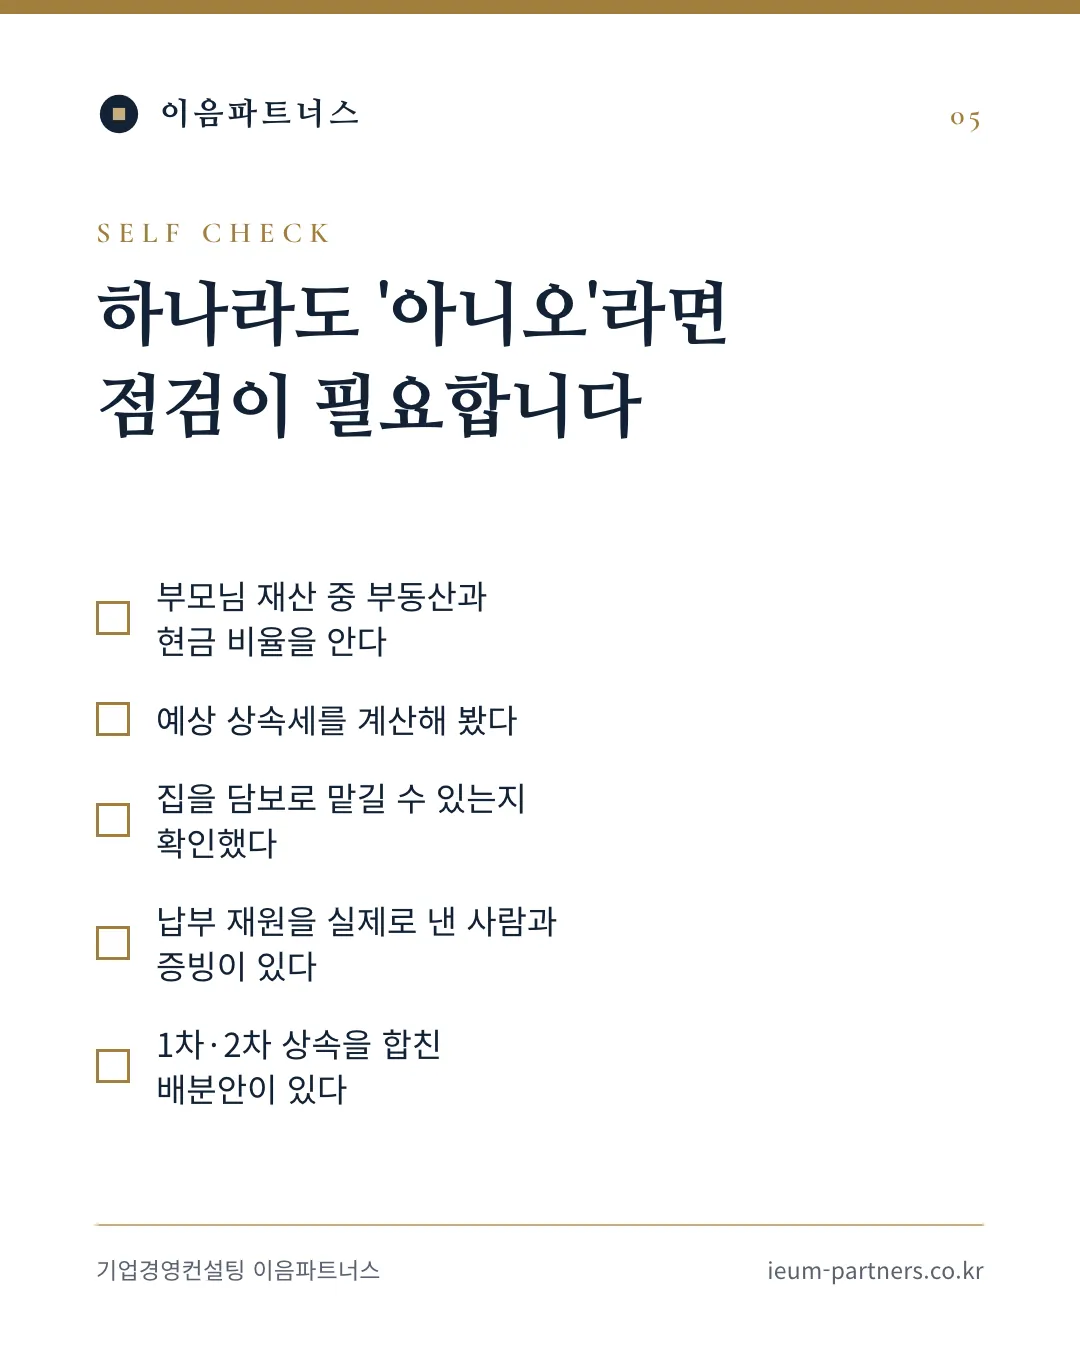 이음파트너스
05
SELF CHECK
하나라도 '아니오'라면
점검이 필요합니다
부모님 재산 중 부동산과
현금 비율을 안다
예상 상속세를 계산해 봤다
집을 담보로 맡길 수 있는지
확인했다
납부 재원을 실제로 낸 사람과
증빙이 있다
1차·2차 상속을 합친
배분안이 있다
기업경영컨설팅 이음파트너스
ieum-partners.co.kr